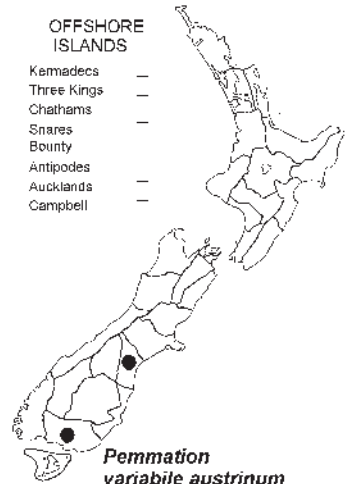 OFFSHORE
ISLANDS
Kermadecs
Three Kings
Chathams
Snares
Bounty
Antipodes
Aucklands
Campbell
Pemmation
variabile austrinum